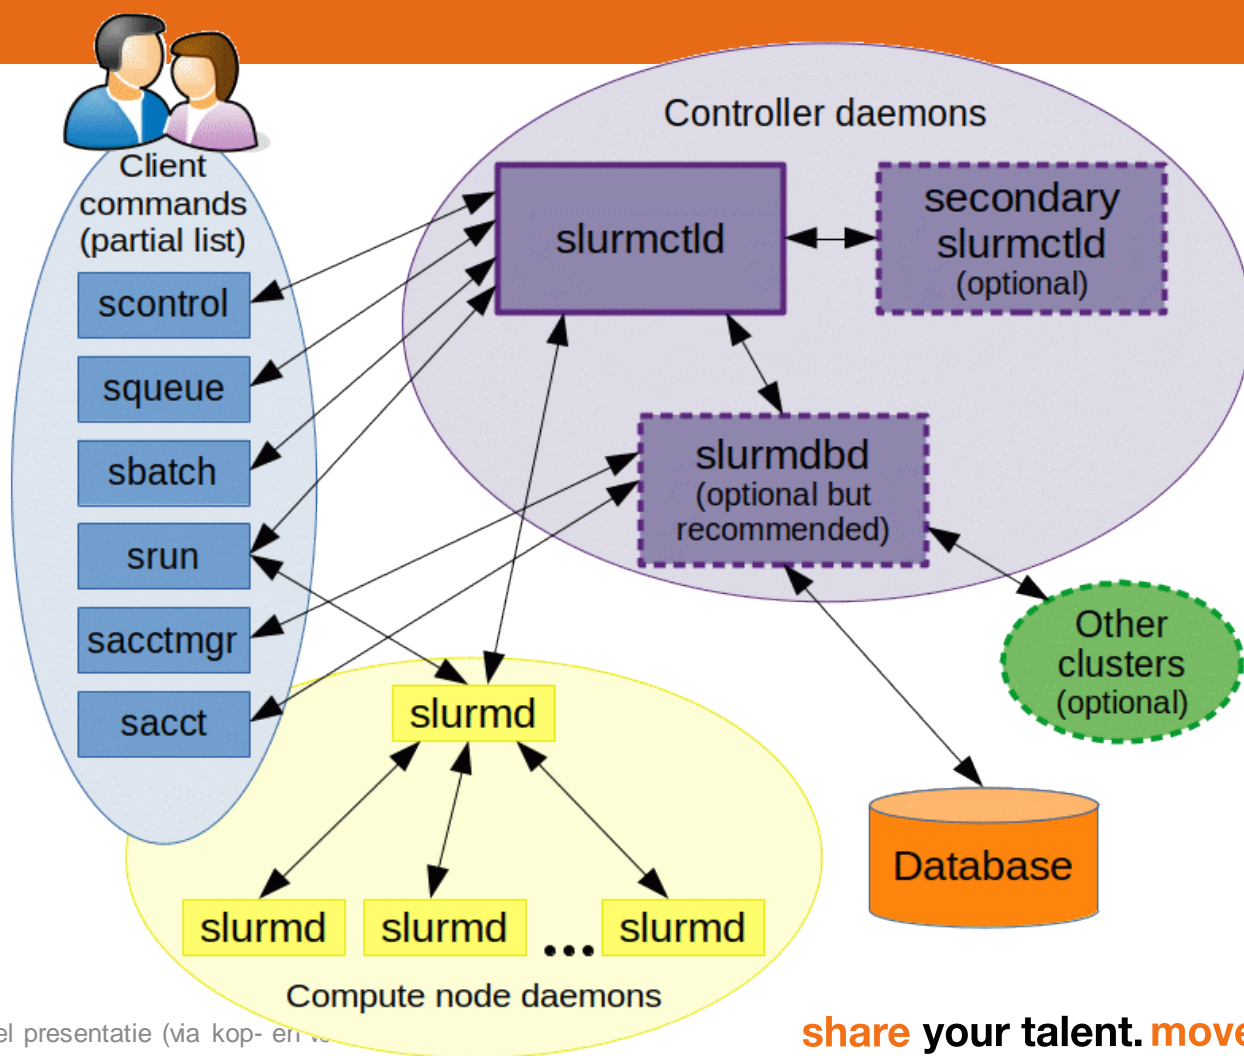 Client
commands
(partial list)
scontrol
squeue
sbatch
srun
sacctmgr
sacct
Controller daemons
slurmctld
secondary
slurmctld
(optional)
slurmdbd
(optional but
recommended)
Other
clusters
(optional)
Database
slurmd
slurmd
slurmd
...
slurmd
Compute node daemons
presentatie (via kop- en
share your talent. move